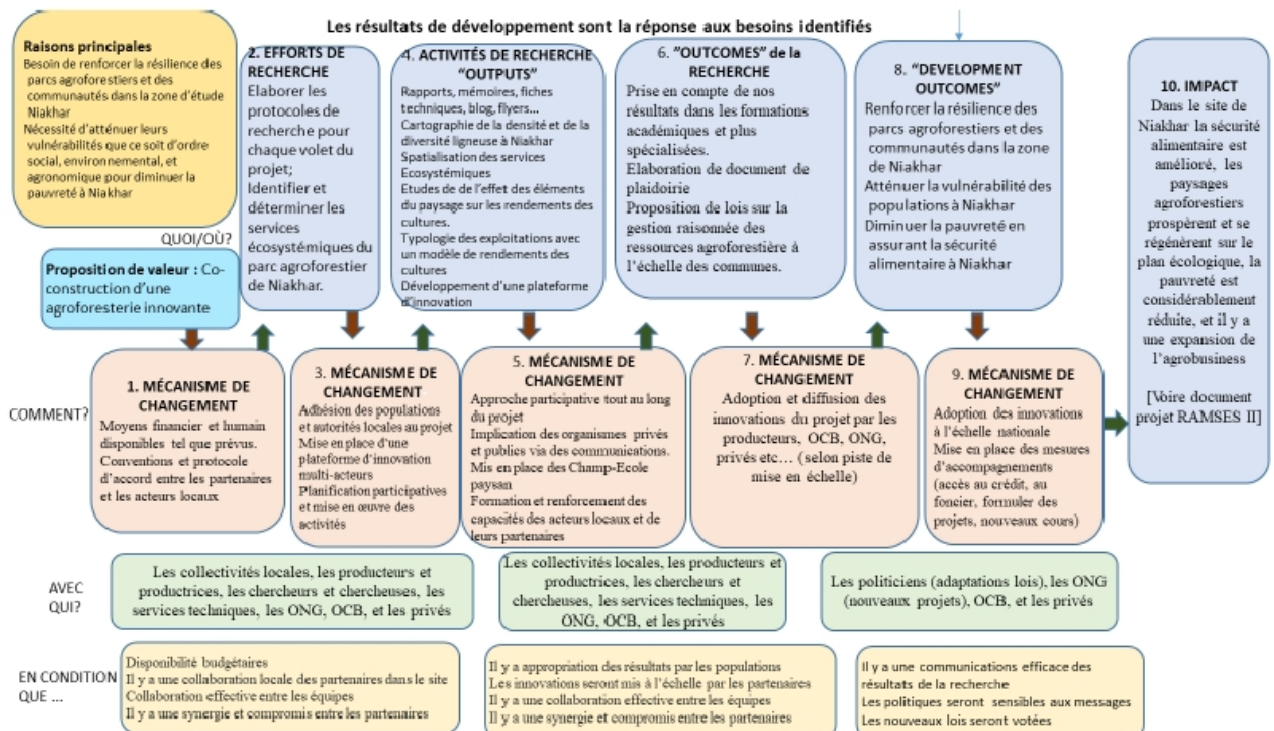 Les résultats de développement sont la réponse aux besoins identifiés
Raisons principales
Besoin de renforcer la résilience des
parcs agroforestiers et des
communautés dans la zone d'étude
Niakhar
Nécessité d'atténuer leurs
vulnérabilités que ce soit d'ordre
social, environnemental, et
agronomique pour diminuer la
pauvreté à Niakhar
QUOI/OÙ?
Proposition de valeur : Co-
construction d'une
agroforesterie innovante
2. EFFORTS DE
RECHERCHE
Elaborer les
protocoles de
recherche pour
chaque volet du
projet;
Identifier et
déterminer les
services
écosystémiques du
parc agroforestier
de Niakhar.
4. ACTIVITÉS DE RECHERCHE
"OUTPUTS"
Rapports, mémoires, fiches
techniques, blog, flyers...
Cartographie de la densité et de la
diversité ligneuse à Niakhar
Spatialisation des services
Ecosystémiques
Etudes de de l'effet des éléments
du paysage sur les rendements des
cultures.
Typologie des exploitations avec
un modèle de rendements des
cultures
Développement d'une plateforme
d'innovation
6. "OUTCOMES" de la
RECHERCHE
Prise en compte de nos
résultats dans les formations
académiques et plus
spécialisées.
Elaboration de document de
plaidoirie
Proposition de lois sur la
gestion raisonnée des
ressources agroforestière à
l'échelle des communes.
8. "DEVELOPMENT
OUTCOMES"
Renforcer la résilience des
parcs agroforestiers et des
communautés dans la zone
de Niakhar
Atténuer la vulnérabilité des
populations à Niakhar
Diminuer la pauvreté en
assurant la sécurité
alimentaire à Niakhar
10. IMPACT
Dans le site de
Niakhar la sécurité
alimentaire est
amélioré, les
paysages
agroforestiers
prospèrent et se
régénèrent sur le
plan écologique, la
pauvreté est
considérablement
réduite, et il y a
une expansion de
l'agrobusiness
[Voire document
projet RAMSES II]
COMMENT?
1. MÉCANISME DE
CHANGEMENT
Moyens financier et humain
disponibles tel que prévus.
Conventions et protocole
d'accord entre les partenaires
et les acteurs locaux
3. MÉCANISME DE
CHANGEMENT
Adhésion des populations
et autorités locales au projet
Mise en place d'une
plateforme d'innovation
multi-acteurs
Planification participatives
et mise en œuvre des
activités
5. MÉCANISME DE
CHANGEMENT
Approche participative tout au long
du projet
Implication des organismes privés
et publics via des communications.
Mis en place des Champ-Ecole
paysan
Formation et renforcement des
capacités des acteurs locaux et de
leurs partenaires
7. MÉCANISME DE
CHANGEMENT
Adoption et diffusion des
innovations du projet par les
producteurs, OCB, ONG,
privés etc... (selon piste de
mise en échelle)
9. MÉCANISME DE
CHANGEMENT
Adoption des innovations
à l'échelle nationale
Mise en place des mesures
d'accompagnements
(accès au crédit, au
foncier, formuler des
projets, nouveaux cours)
AVEC
QUI?
Les collectivités locales, les producteurs et
productrices, les chercheurs et chercheuses, les
services techniques, les ONG, OCB, et les privés
Les collectivités locales, les producteurs et
productrices, les chercheurs et
chercheuses, les services techniques, les
ONG, OCB, et les privés
Les politiciens (adaptations lois), les ONG
(nouveaux projets), OCB, et les privés
EN CONDITION
QUE ...
Disponibilité budgétaires
Il y a une collaboration locale des partenaires dans le site
Collaboration effective entre les équipes
Il y a une synergie et compromis entre les partenaires
Il y a appropriation des résultats par les populations
Les innovations seront mis à l'échelle par les partenaires
Il y a une collaboration effective entre les équipes
Il y a une synergie et compromis entre les partenaires
Il y a une communications efficace des
résultats de la recherche
Les politiques seront sensibles aux messages
Les nouveaux lois seront votées